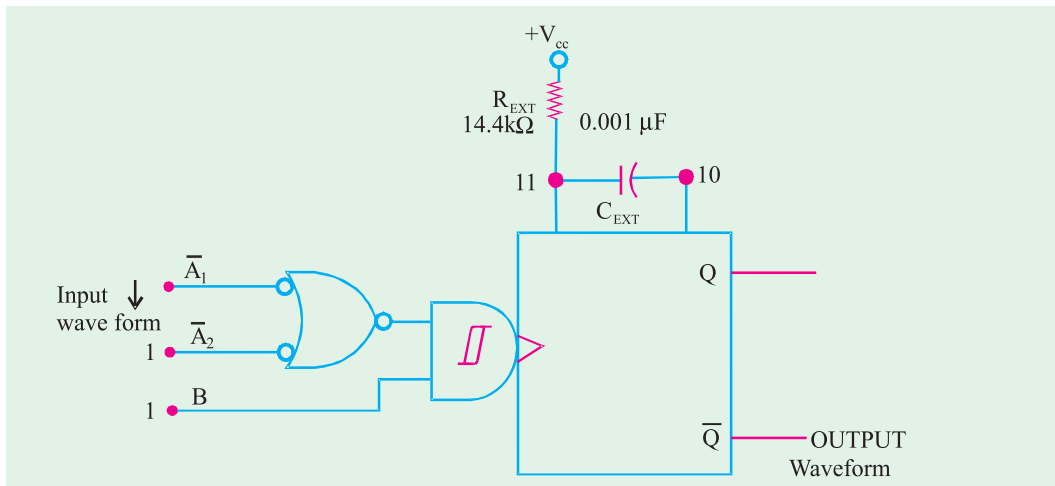 +Vcc
REXT
14.4kΩ
0.001 μF
11
10
CEXT
A̅1
Input
wave form
A̅2
1
B
1
Q
Q̅
OUTPUT
Waveform